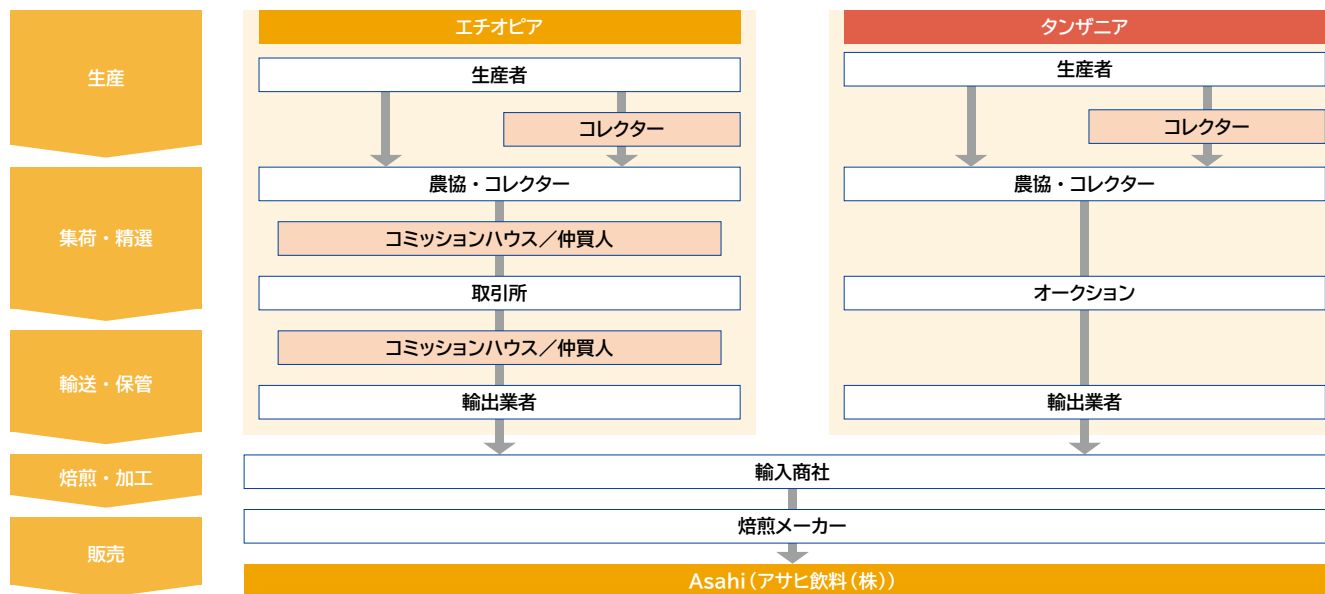 生産
集荷・精選
輸送・保管
焙煎・加工
販売
エチオピア
生産者
コレクター
農協・コレクター
コミッションハウス／仲買人
取引所
コミッションハウス／仲買人
輸出業者
タンザニア
生産者
コレクター
農協・コレクター
オークション
輸出業者
輸入商社
焙煎メーカー
Asahi（アサヒ飲料（株））